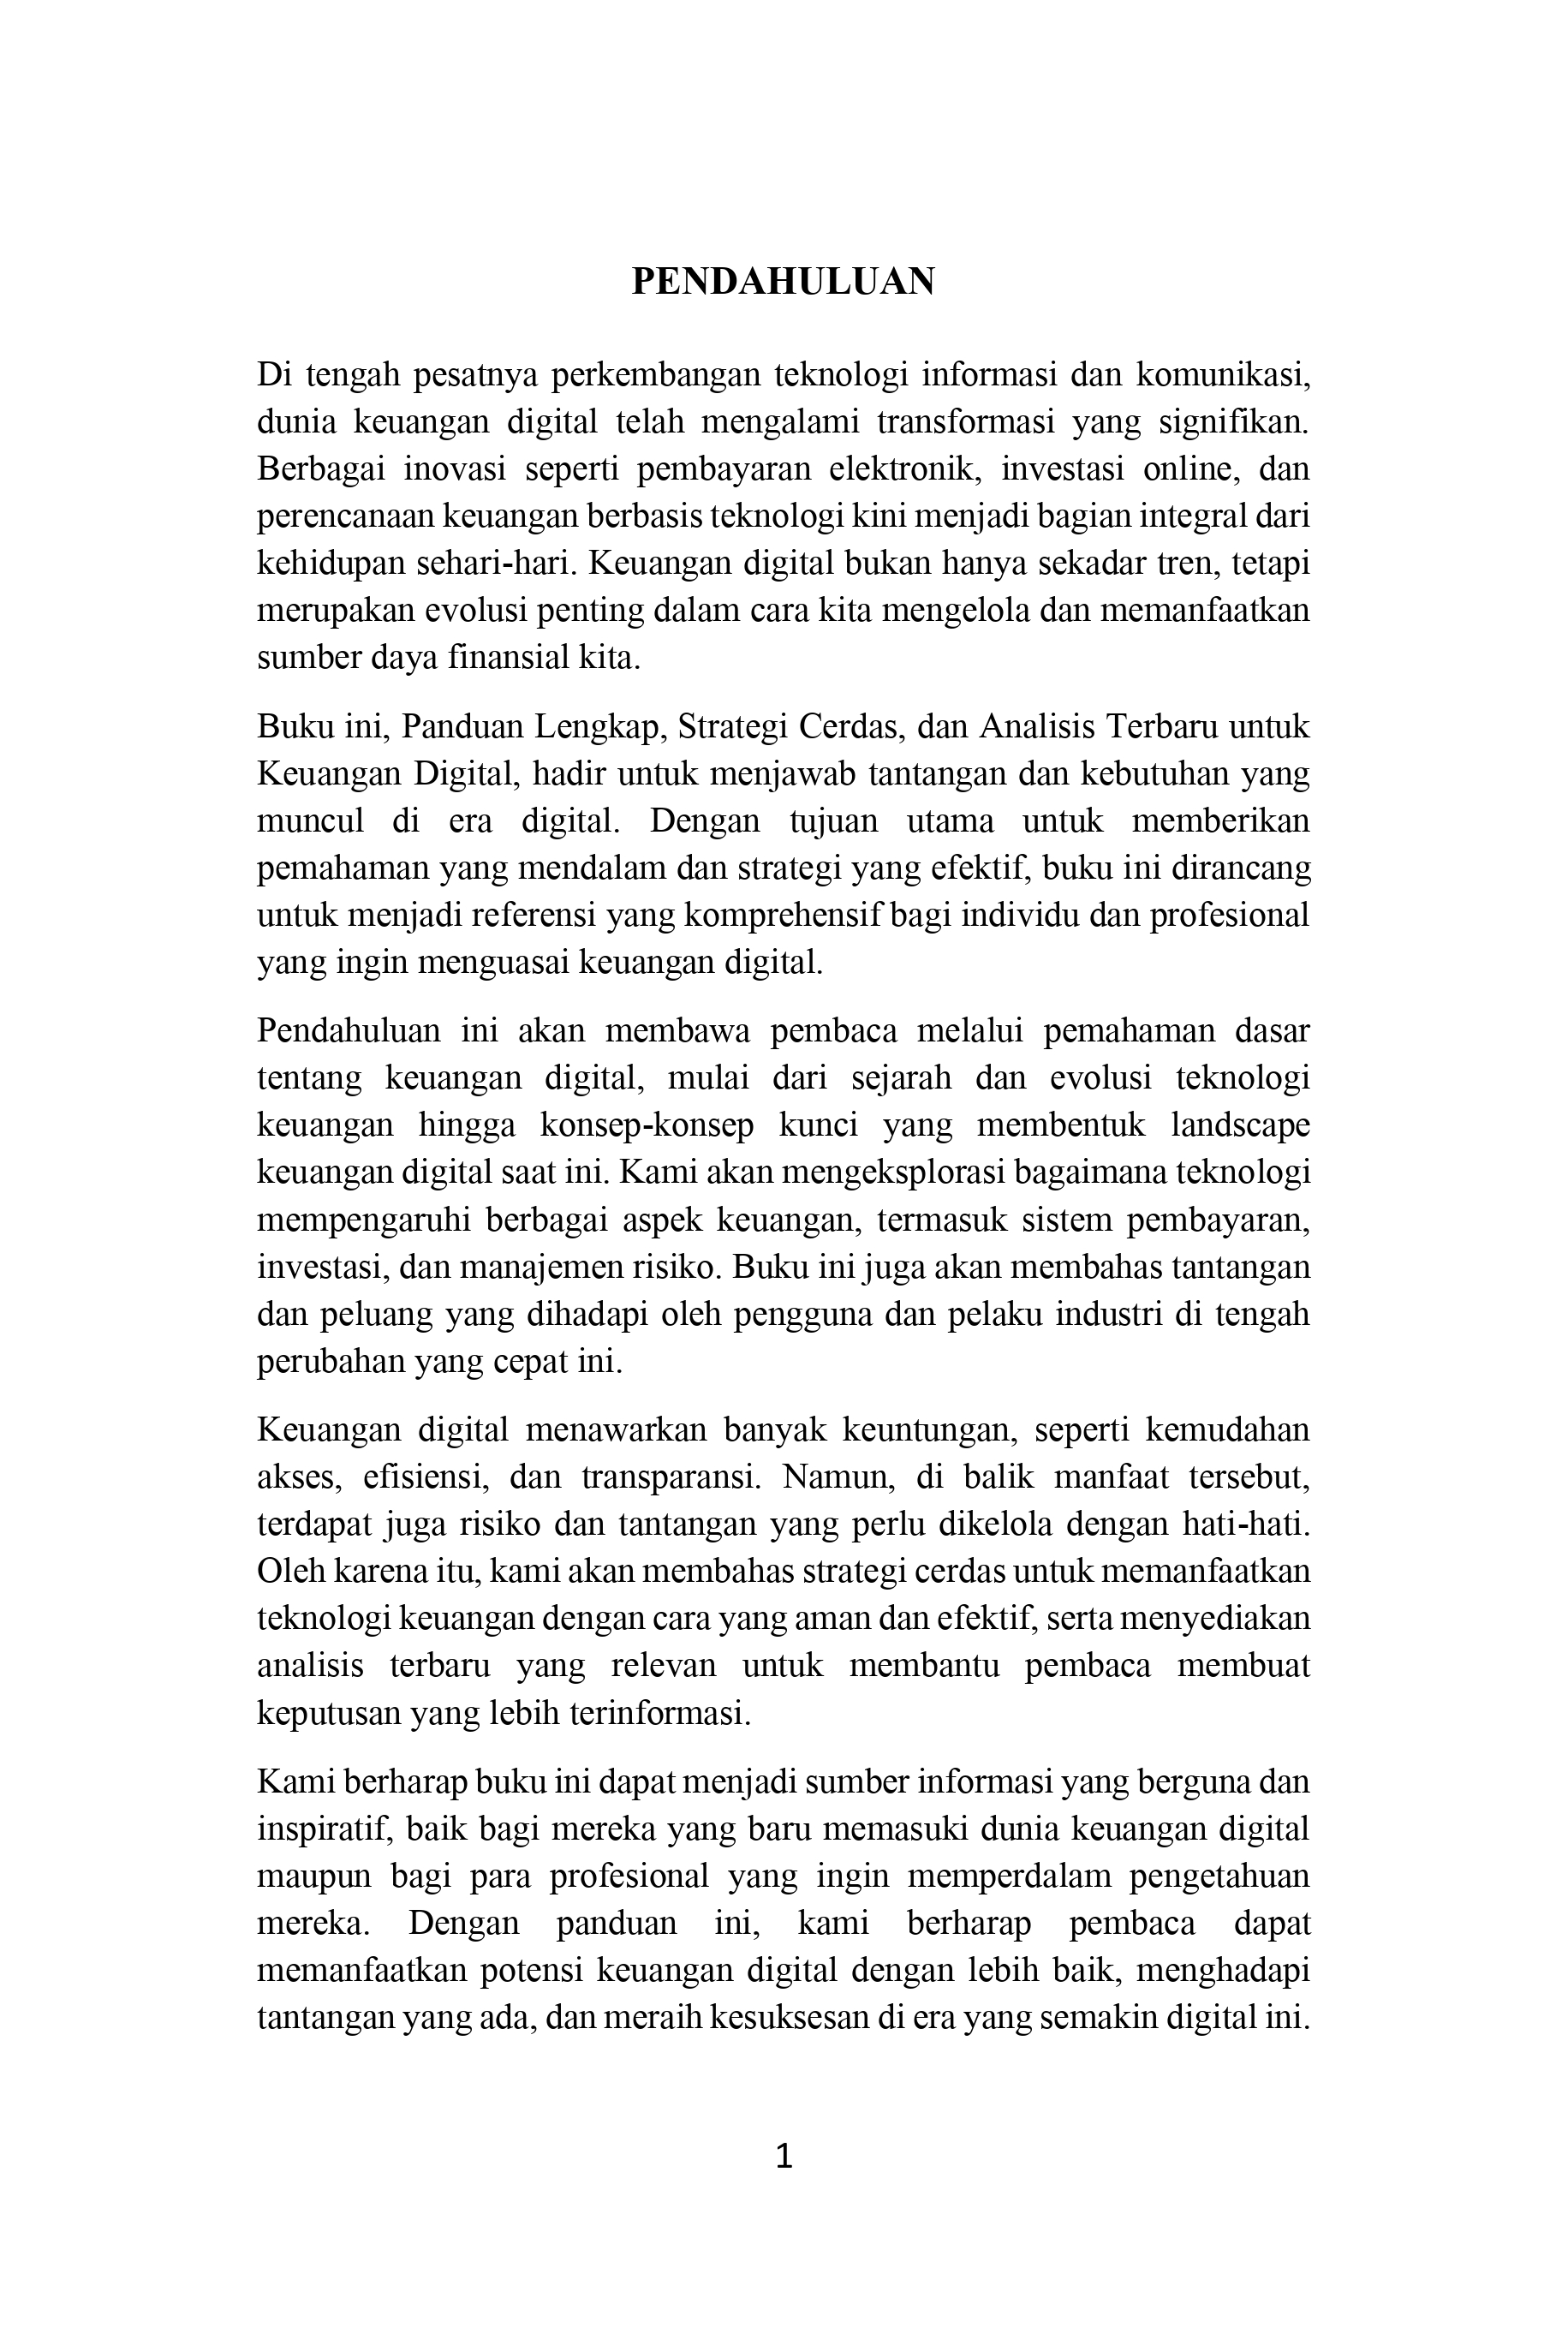 PENDAHULUAN
Di tengah pesatnya perkembangan teknologi informasi dan komunikasi,
dunia keuangan digital telah mengalami transformasi yang signifikan.
Berbagai inovasi seperti pembayaran elektronik, investasi online, dan
perencanaan keuangan berbasis teknologi kini menjadi bagian integral dari
kehidupan sehari-hari. Keuangan digital bukan hanya sekadar tren, tetapi
merupakan evolusi penting dalam cara kita mengelola dan memanfaatkan
sumber daya finansial kita.
Buku ini, Panduan Lengkap, Strategi Cerdas, dan Analisis Terbaru untuk
Keuangan Digital, hadir untuk menjawab tantangan dan kebutuhan yang
muncul di era digital. Dengan tujuan utama untuk memberikan
pemahaman yang mendalam dan strategi yang efektif, buku ini dirancang
untuk menjadi referensi yang komprehensif bagi individu dan profesional
yang ingin menguasai keuangan digital.
Pendahuluan ini akan membawa pembaca melalui pemahaman dasar
tentang keuangan digital, mulai dari sejarah dan evolusi teknologi
keuangan hingga konsep-konsep kunci yang membentuk landscape
keuangan digital saat ini. Kami akan mengeksplorasi bagaimana teknologi
mempengaruhi berbagai aspek keuangan, termasuk sistem pembayaran,
investasi, dan manajemen risiko. Buku ini juga akan membahas tantangan
dan peluang yang dihadapi oleh pengguna dan pelaku industri di tengah
perubahan yang cepat ini.
Keuangan digital menawarkan banyak keuntungan, seperti kemudahan
akses, efisiensi, dan transparansi. Namun, di balik manfaat tersebut,
terdapat juga risiko dan tantangan yang perlu dikelola dengan hati-hati.
Oleh karena itu, kami akan membahas strategi cerdas untuk memanfaatkan
teknologi keuangan dengan cara yang aman dan efektif, serta menyediakan
analisis terbaru yang relevan untuk membantu pembaca membuat
keputusan yang lebih terinformasi.
Kami berharap buku ini dapat menjadi sumber informasi yang berguna dan
inspiratif, baik bagi mereka yang baru memasuki dunia keuangan digital
maupun bagi para profesional yang ingin memperdalam pengetahuan
mereka. Dengan panduan ini, kami berharap pembaca dapat
memanfaatkan potensi keuangan digital dengan lebih baik, menghadapi
tantangan yang ada, dan meraih kesuksesan di era yang semakin digital ini.
1